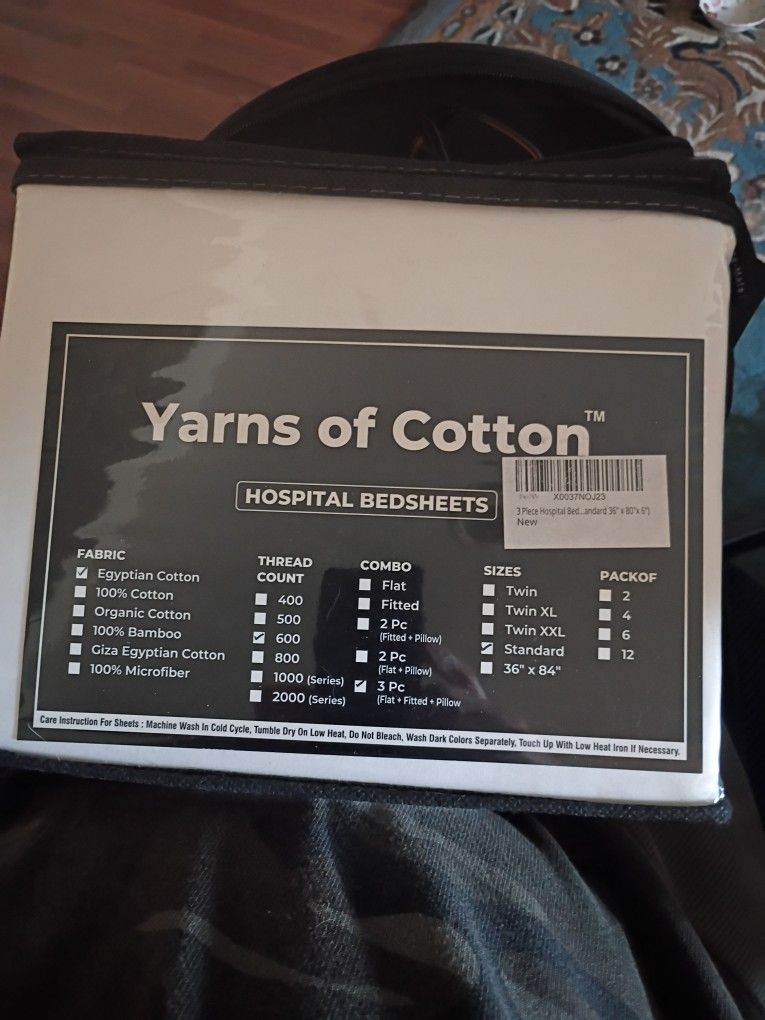 Yarns of Cotton™
HOSPITAL BEDSHEETS
X0037NOJ23
3 Piece Hospital Bed...andard 36" x 80"x 6")
New
FABRIC
Egyptian Cotton
100% Cotton
Organic Cotton
100% Bamboo
Giza Egyptian Cotton
100% Microfiber
THREAD
COUNT
400
500
600
800
1000 (Series)
2000 (Series)
COMBO
Flat
Fitted
2 Pc
(Fitted + Pillow)
2 Pc
(Flat + Pillow)
3 Pc
(Flat + Fitted + Pillow
SIZES
Twin
Twin XL
Twin XXL
Standard
36" x 84"
PACKOF
2
4
6
12
Care Instruction For Sheets : Machine Wash In Cold Cycle, Tumble Dry On Low Heat, Do Not Bleach, Wash Dark Colors Separately, Touch Up With Low Heat Iron If Necessary.